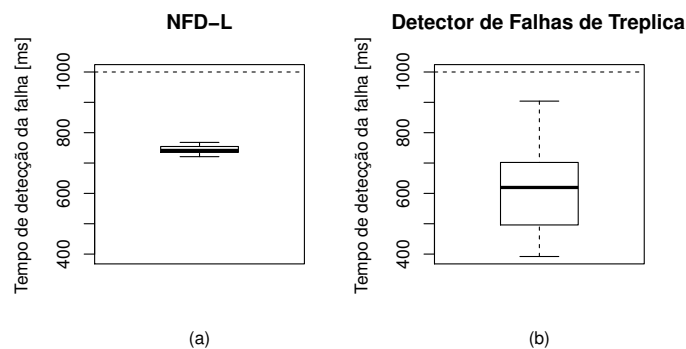 NFD−L
Tempo de detecção da falha [ms]
400 600 800 1000
(a)
Detector de Falhas de Treplica
Tempo de detecção da falha [ms]
400 600 800 1000
(b)